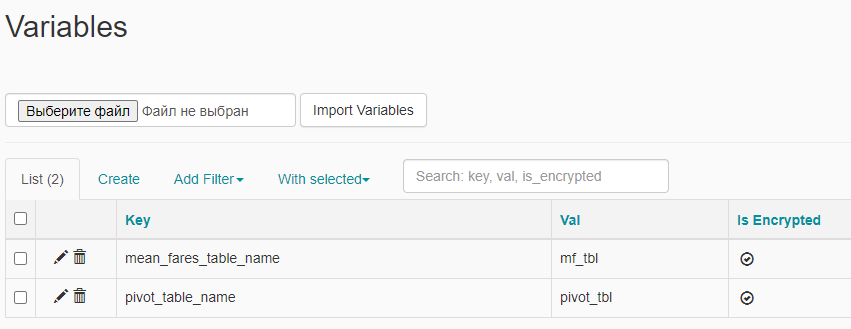 Variables
Выберите файл Файл не выбран Import Variables
List (2) Create Add Filter With selected Search: key, val, is_encrypted
Key Val Is Encrypted
mean_fares_table_name mf_tbl
pivot_table_name pivot_tbl